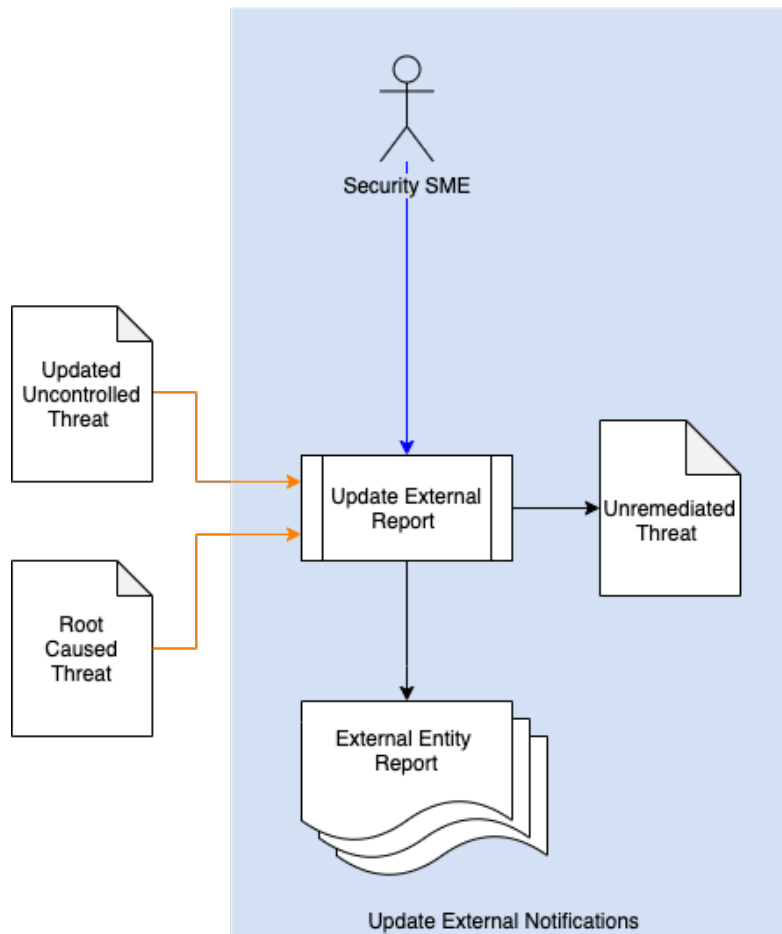 Security SME
Updated
Uncontrolled
Threat
Update External
Report
Unremediated
Threat
Root
Caused
Threat
External Entity
Report
Update External Notifications